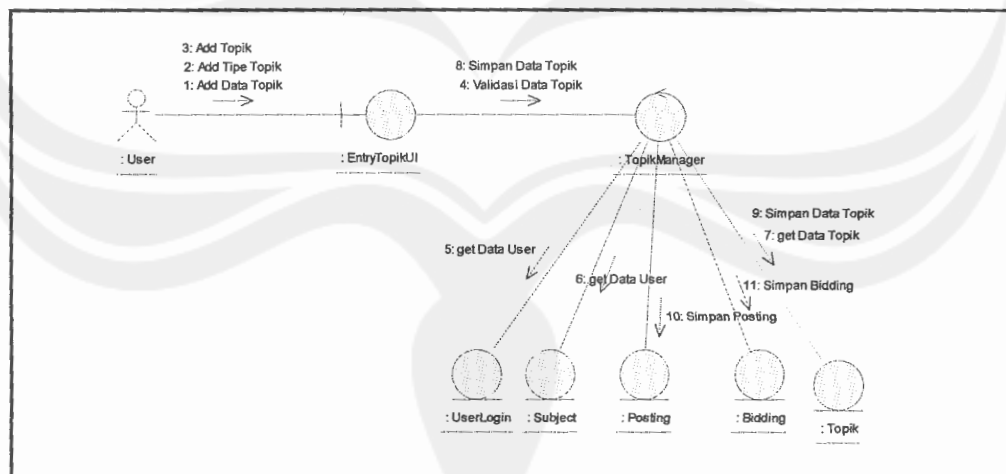 3: Add Topik
2: Add Tipe Topik
1: Add Data Topik
8: Simpan Data Topik
4: Validasi Data Topik
: User
: EntryTopikUI
: TopikManager
9: Simpan Data Topik
7: get Data Topik
5: get Data User
6: get Data User
11: Simpan Bidding
10: Simpan Posting
: UserLogin
: Subject
: Posting
: Bidding
: Topik